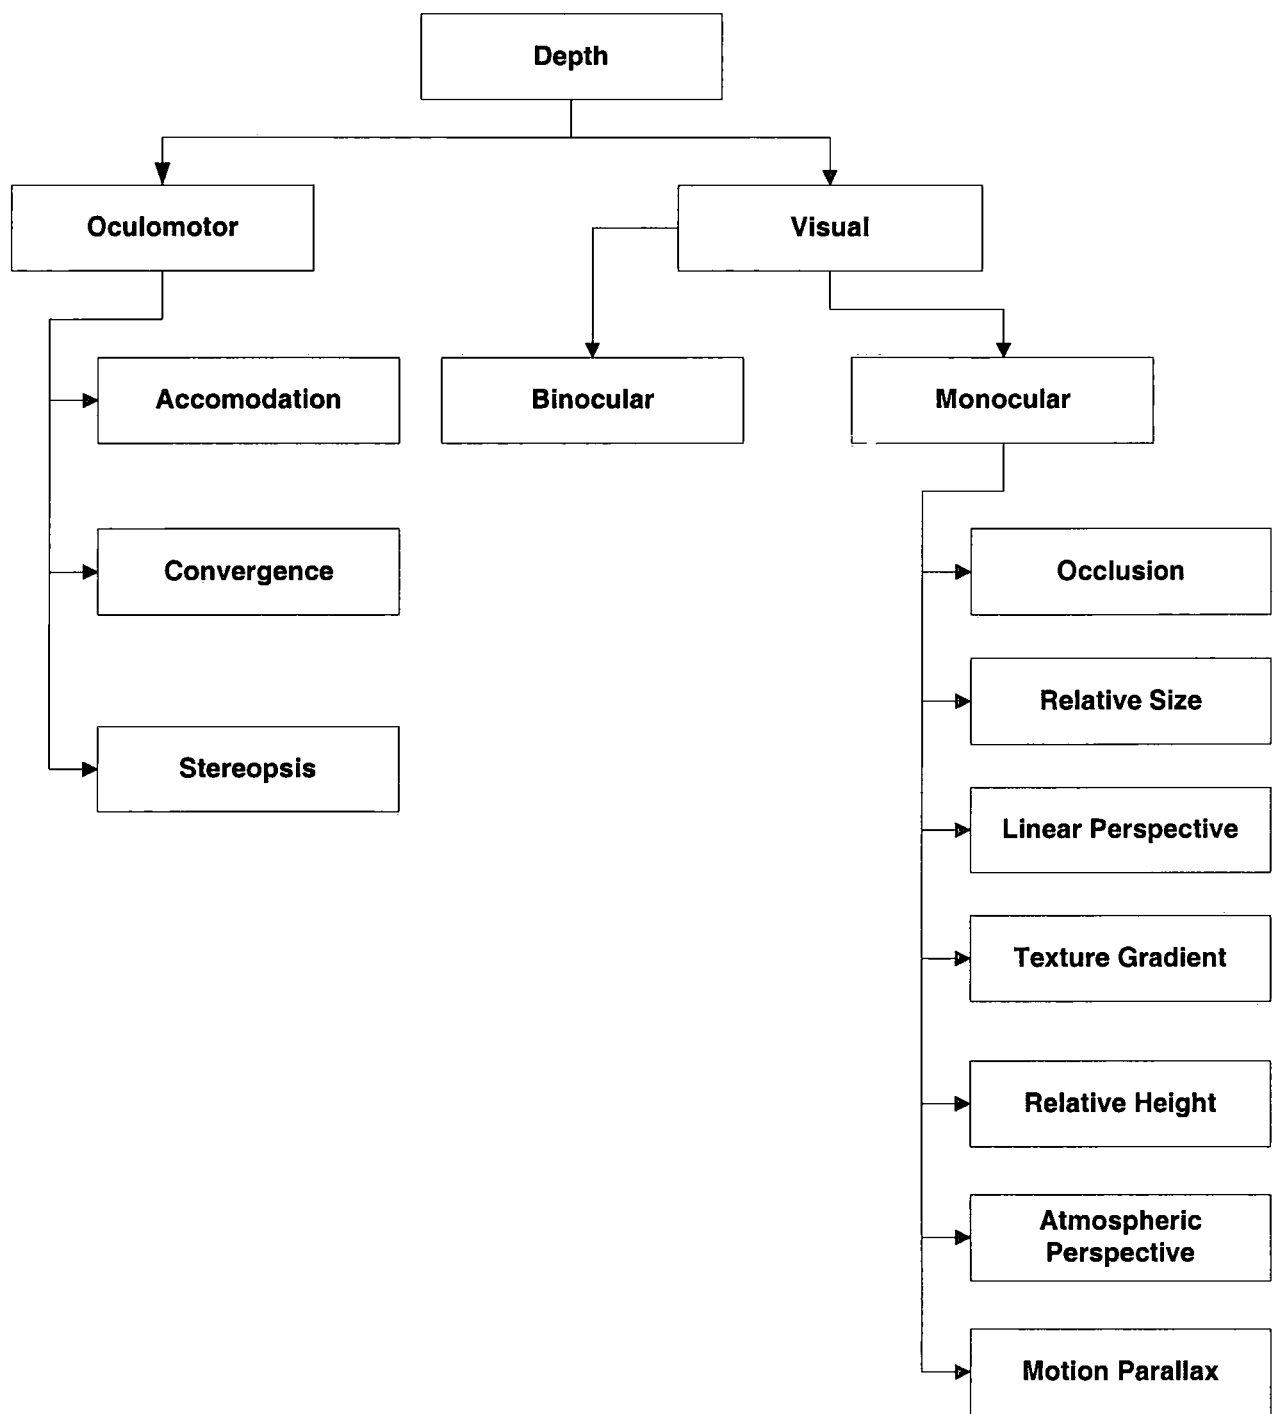 Depth
Oculomotor
Visual
Accomodation
Binocular
Monocular
Convergence
Occlusion
Relative Size
Stereopsis
Linear Perspective
Texture Gradient
Relative Height
Atmospheric
Perspective
Motion Parallax